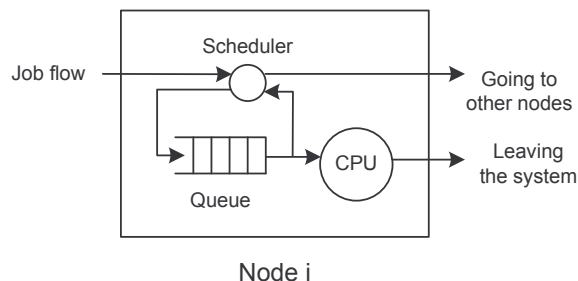 Scheduler
Job flow
Going to
other nodes
CPU
Leaving
the system
Queue
Node i